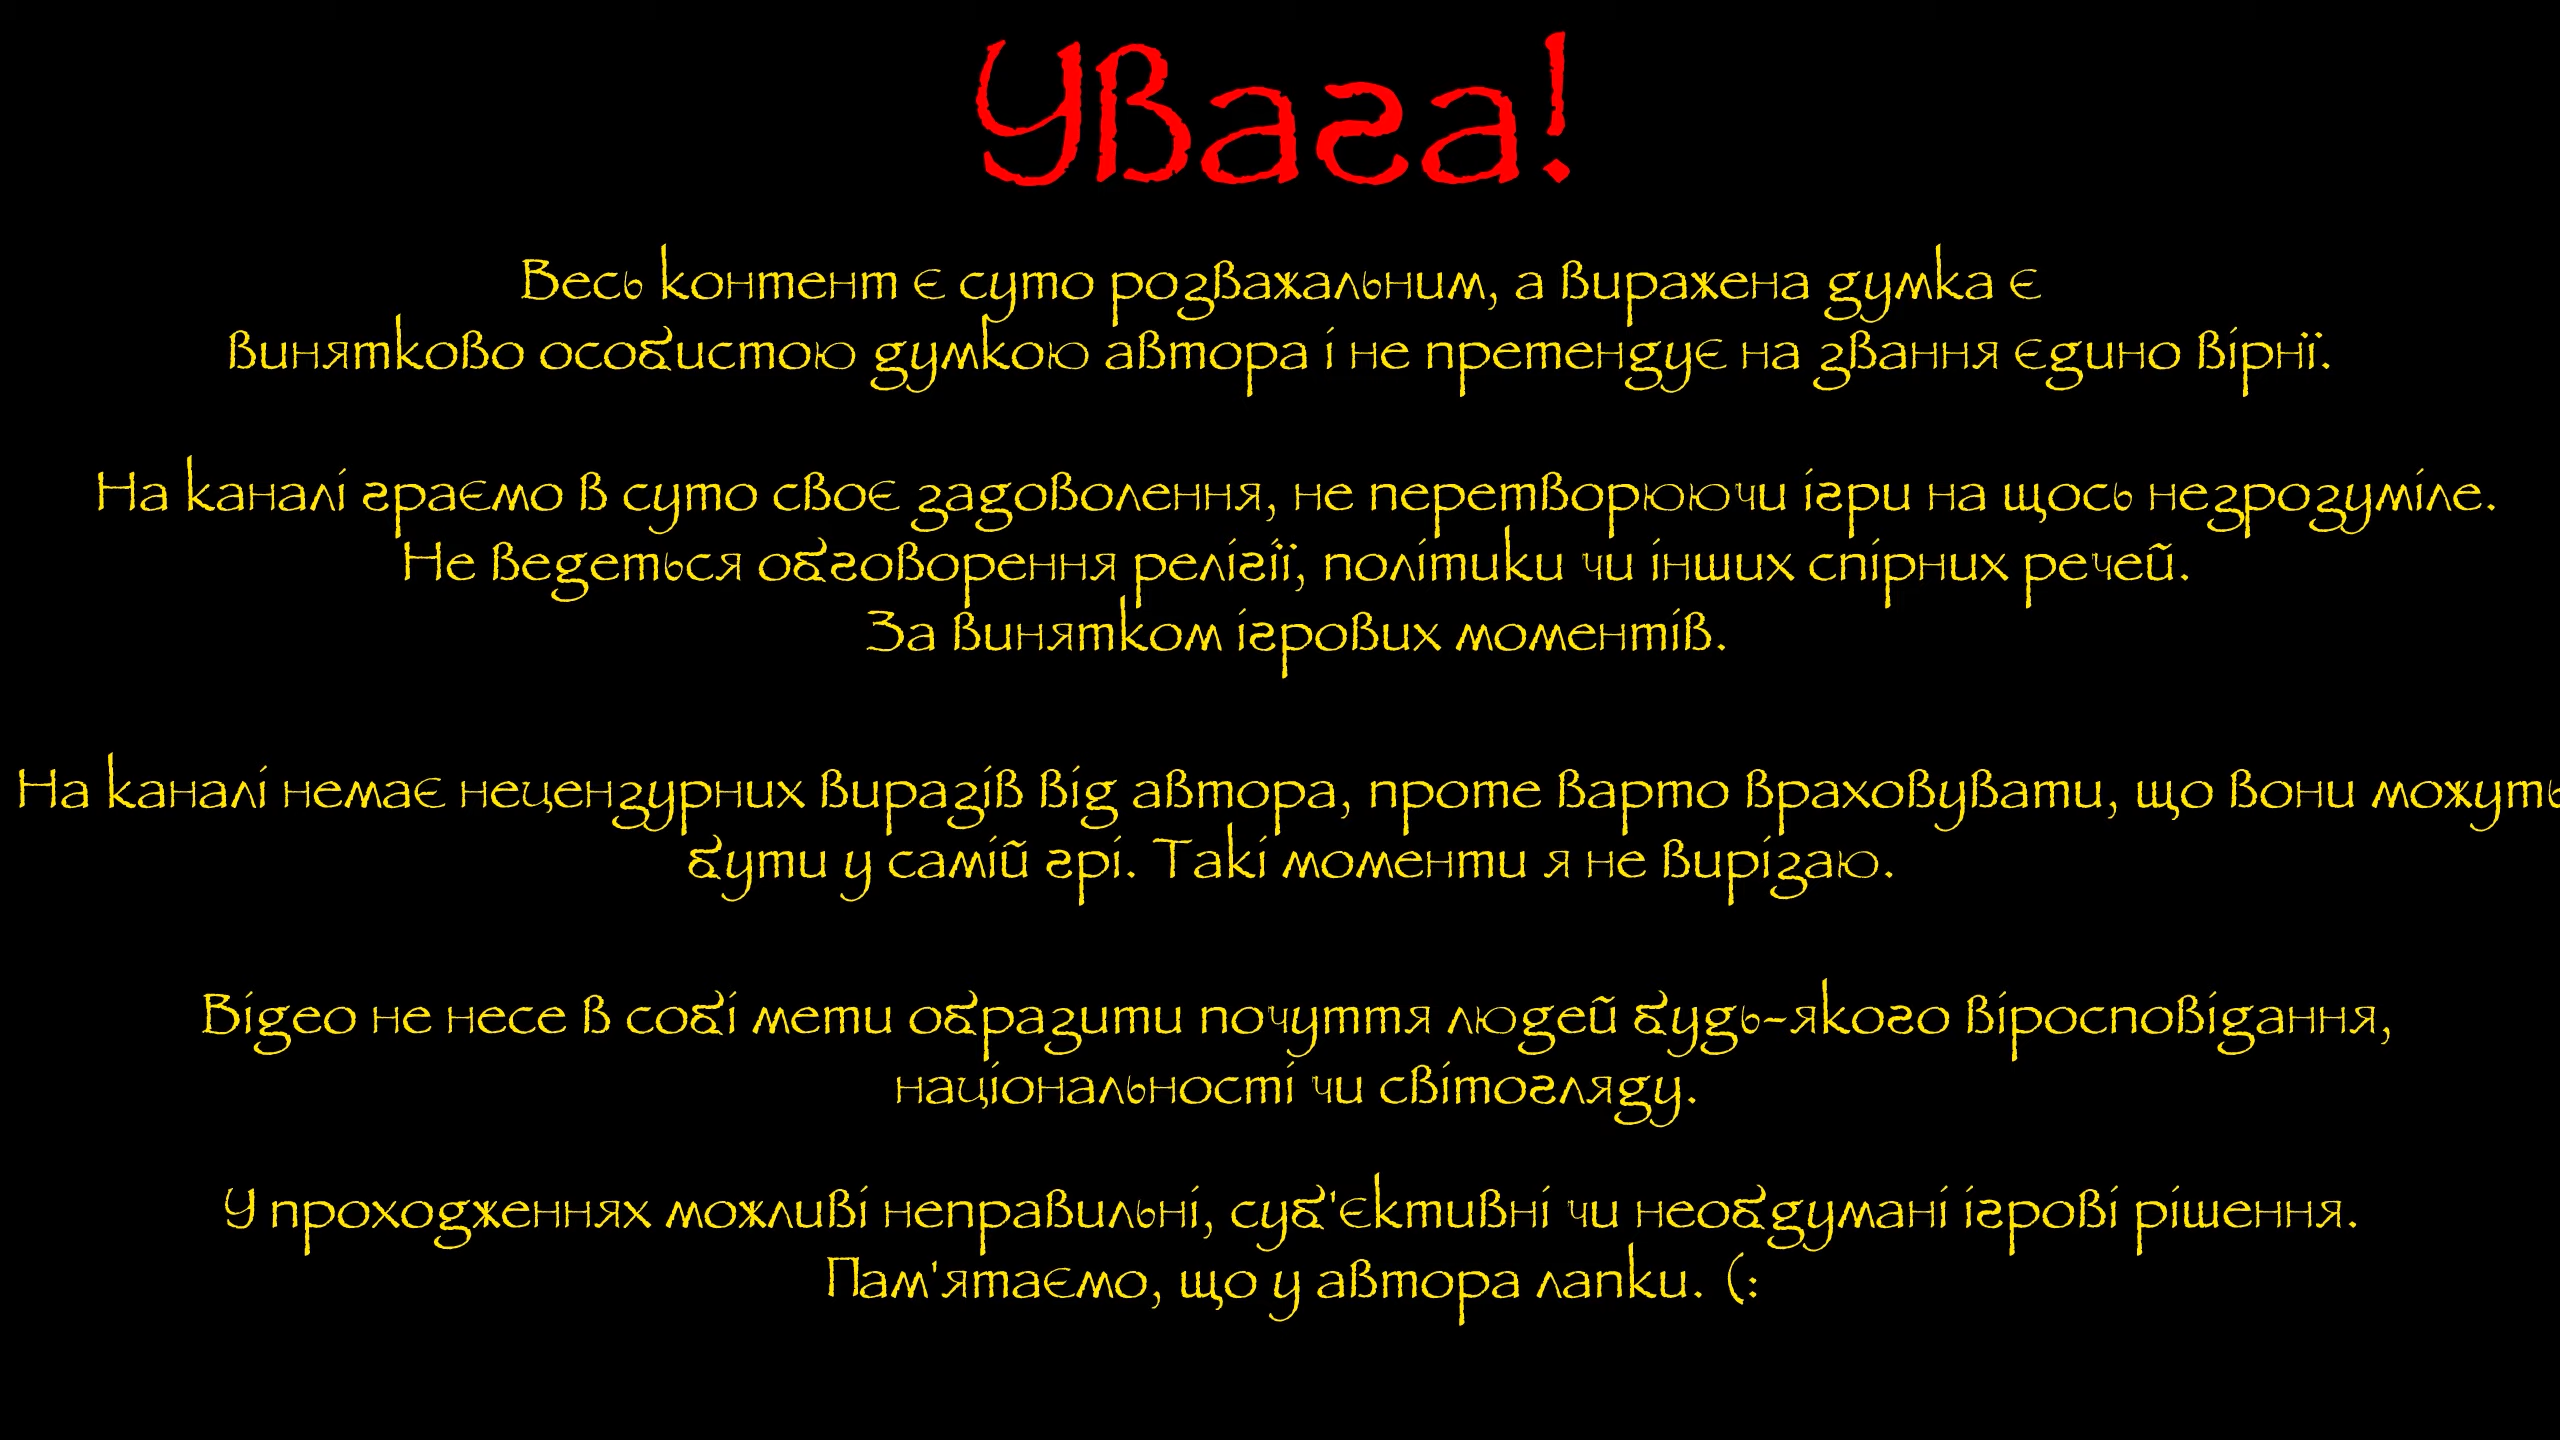 Увага!
Весь контент є суто розважальним, а виражена думка є
винятково особистою думкою автора і не претендує на звання єдино вірнї.
На каналі граємо в суто своє задоволення, не перетворюючи ігри на щось незрозуміле.
Не ведеться обговорення релігії, політики чи інших спірних речей.
За винятком ігрових моментів.
На каналі немає нецензурних виразів від автора, проте варто враховувати, що вони можуть
бути у самій грі. Такі моменти я не вирізаю.
Відео не несе в собі мети образити почуття людей будь-якого віросповідання,
національності чи світогляду.
У проходженнях можливі неправильні, суб'єктивні чи необдумані ігрові рішення.
Пам'ятаємо, що у автора лапки. (: